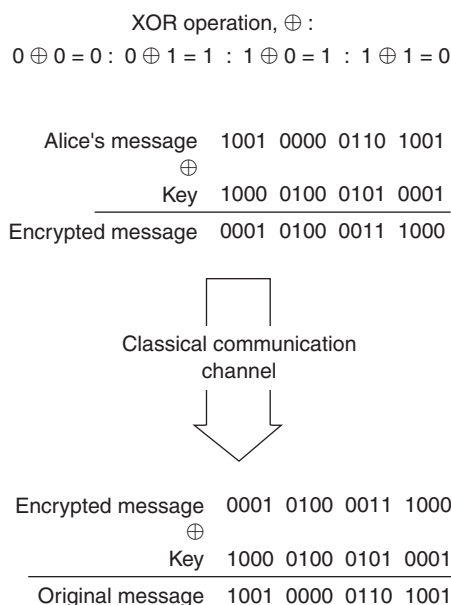 XOR operation, ⊕ :
0 ⊕ 0 = 0 : 0 ⊕ 1 = 1 : 1 ⊕ 0 = 1 : 1 ⊕ 1 = 0
Alice's message 1001 0000 0110 1001
⊕
Key 1000 0100 0101 0001
Encrypted message 0001 0100 0011 1000
Classical communication
channel
Encrypted message 0001 0100 0011 1000
⊕
Key 1000 0100 0101 0001
Original message 1001 0000 0110 1001